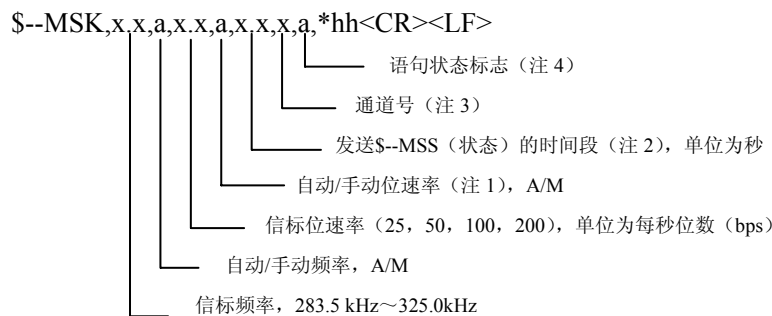 $--MSK,x.x,a,x.x,a,x.x,x,a,*hh<CR><LF>
语句状态标志（注 4）
通道号（注 3）
发送$--MSS（状态）的时间段（注 2），单位为秒
自动/手动位速率（注 1），A/M
信标位速率（25，50，100，200），单位为每秒位数（bps）
自动/手动频率，A/M
信标频率，283.5 kHz～325.0kHz